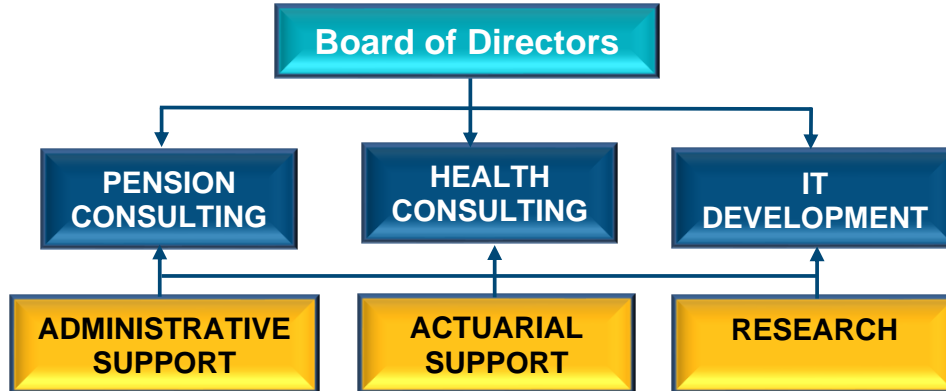 Board of Directors
PENSION
CONSULTING
HEALTH
CONSULTING
IT
DEVELOPMENT
ADMINISTRATIVE
SUPPORT
ACTUARIAL
SUPPORT
RESEARCH